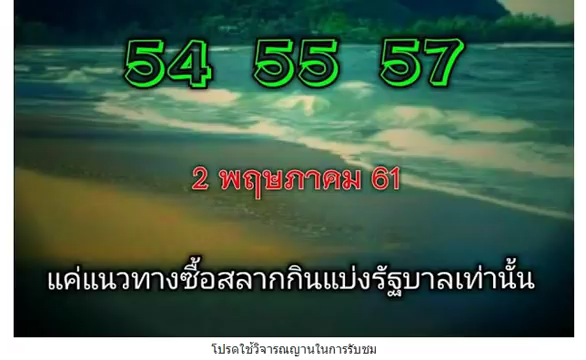 54 55 57
2 พฤษภาคม 61
แค่แนวทางซื้อสลากกินแบ่งรัฐบาลเท่านั้น
โปรดใช้วิจารณญานในการรับชม